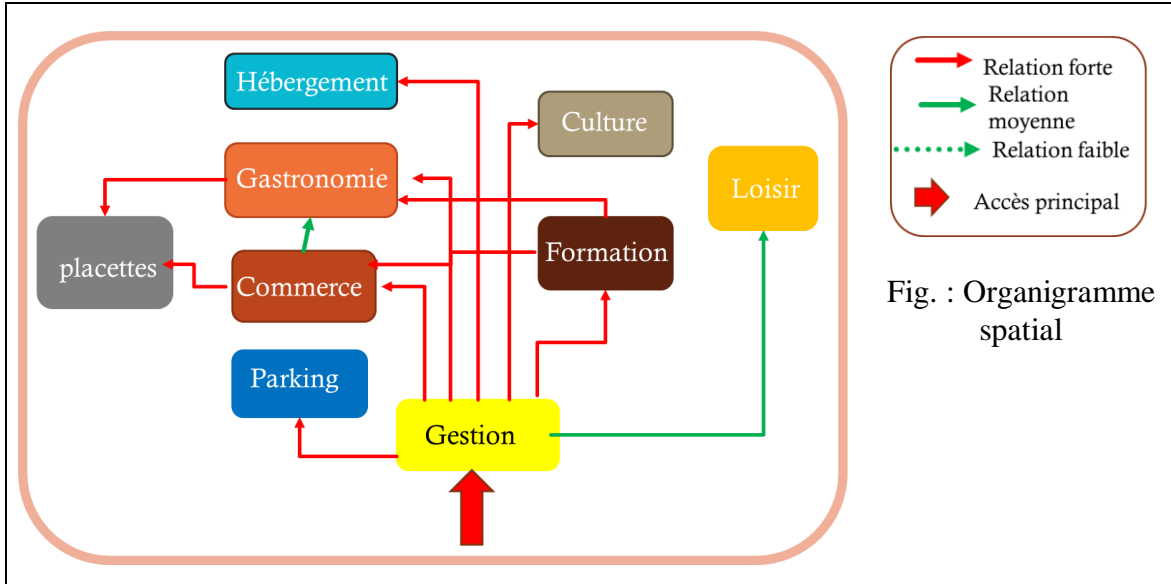 Hébergement
Culture
Gastronomie
Loisir
placettes
Formation
Commerce
Parking
Gestion
Relation forte
Relation
moyenne
Relation faible
Accès principal
Fig. : Organigramme
spatial